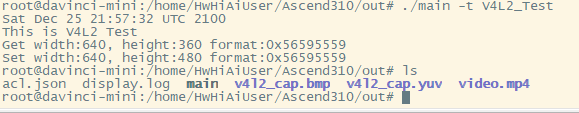 root@davinci-mini:/home/HwHiAiUser/Ascend310/out# ./main -t V4L2_Test
Sat Dec 25 21:57:32 UTC 2100
This is V4L2 Test
Get width:640, height:360 format:0x56595559
Set width:640, height:480 format:0x56595559
root@davinci-mini:/home/HwHiAiUser/Ascend310/out# ls
acl.json  display.log  main  v4l2_cap.bmp  v4l2_cap.yuv  video.mp4
root@davinci-mini:/home/HwHiAiUser/Ascend310/out#